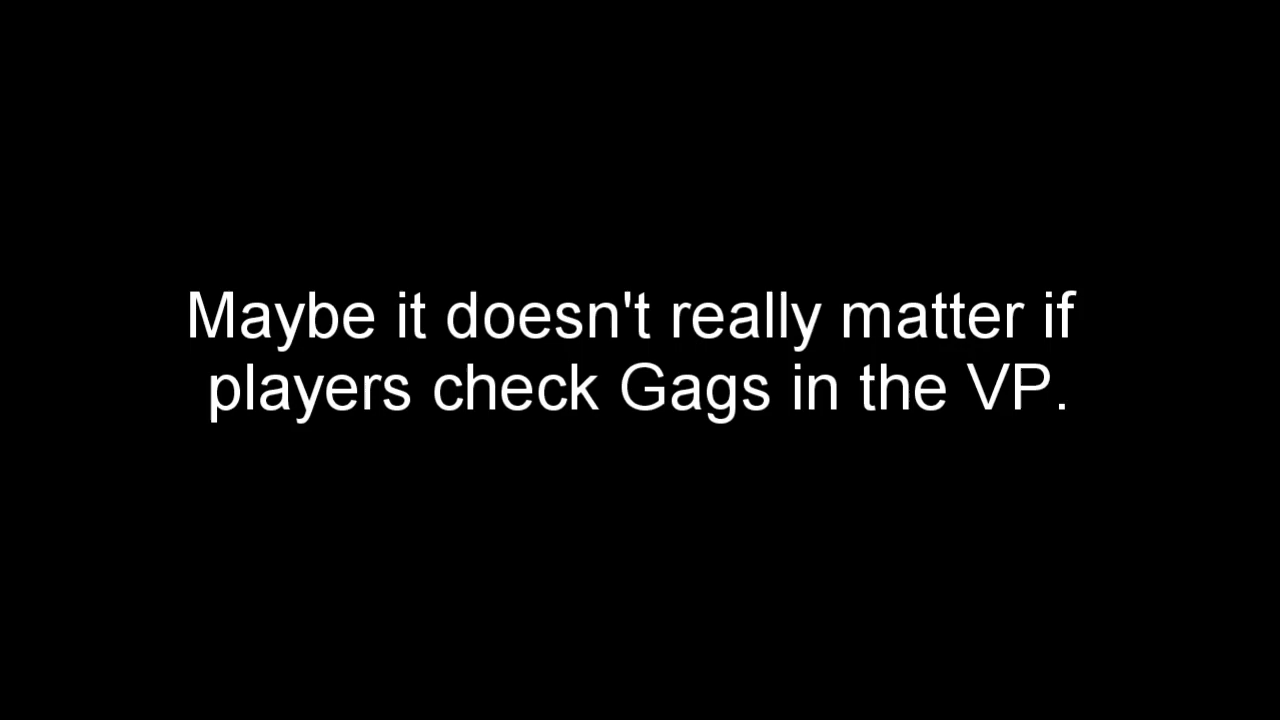 Maybe it doesn't really matter if
players check Gags in the VP.